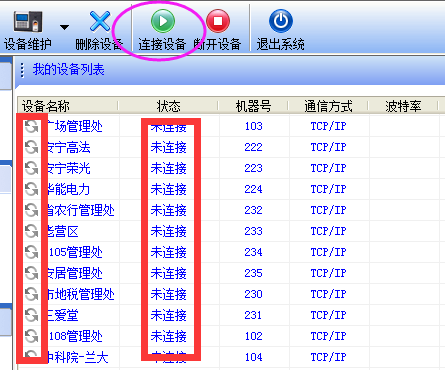 设备维护 删除设备 连接设备 断开设备 退出系统
我的设备列表
设备名称 状态 机器号 通信方式 波特率
广场管理处 未连接 103 TCP/IP
安宁高法 未连接 222 TCP/IP
安宁荣光 未连接 223 TCP/IP
华能电力 未连接 224 TCP/IP
省农行管理处 未连接 232 TCP/IP
老营区 未连接 233 TCP/IP
105管理处 未连接 234 TCP/IP
安居管理处 未连接 235 TCP/IP
市地税管理处 未连接 230 TCP/IP
三爱堂 未连接 231 TCP/IP
108管理处 未连接 102 TCP/IP
中科院-兰大 未连接 104 TCP/IP